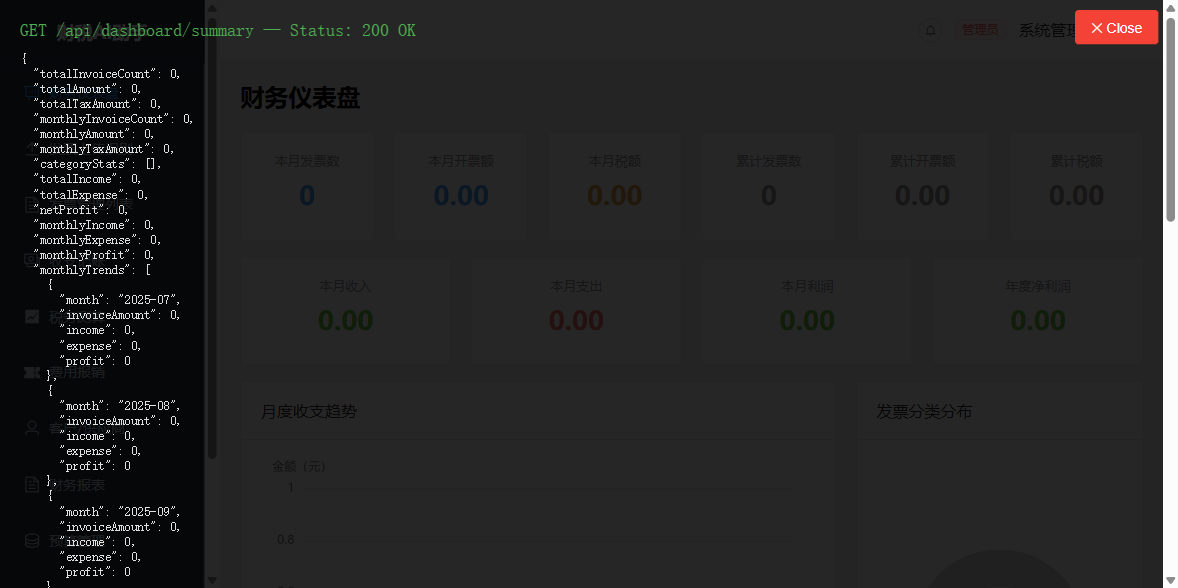 GET /api/dashboard/summary — Status: 200 OK
✕ Close
{
"totalInvoiceCount": 0,
"totalAmount": 0,
"totalTaxAmount": 0,
"monthlyInvoiceCount": 0,
"monthlyAmount": 0,
"monthlyTaxAmount": 0,
"categoryStats": [],
"totalIncome": 0,
"totalExpense": 0,
"netProfit": 0,
"monthlyIncome": 0,
"monthlyExpense": 0,
"monthlyProfit": 0,
"monthlyTrends": [
{
"month": "2025-07",
"invoiceAmount": 0,
"income": 0,
"expense": 0,
"profit": 0
},
{
"month": "2025-08",
"invoiceAmount": 0,
"income": 0,
"expense": 0,
"profit": 0
},
{
"month": "2025-09",
"invoiceAmount": 0,
"income": 0,
"expense": 0,
"profit": 0
}
管理员
系统管理
财务仪表盘
本月发票数
0
本月开票额
0.00
本月税额
0.00
累计发票数
0
累计开票额
0.00
累计税额
0.00
本月收入
0.00
本月支出
0.00
本月利润
0.00
年度净利润
0.00
月度收支趋势
金额（元）
1
0.8
发票分类分布
费用报销
财务报表